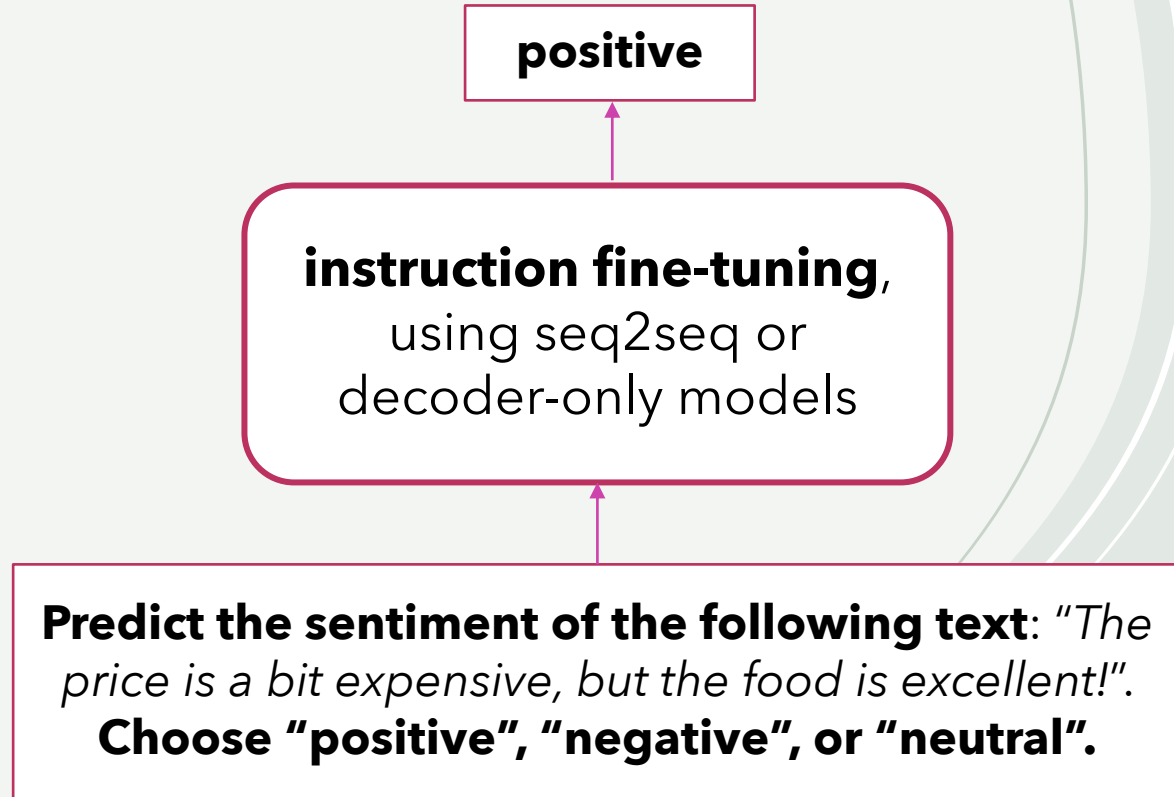 positive
instruction fine-tuning,
using seq2seq or
decoder-only models
Predict the sentiment of the following text: “The
price is a bit expensive, but the food is excellent!”.
Choose “positive”, “negative”, or “neutral”.